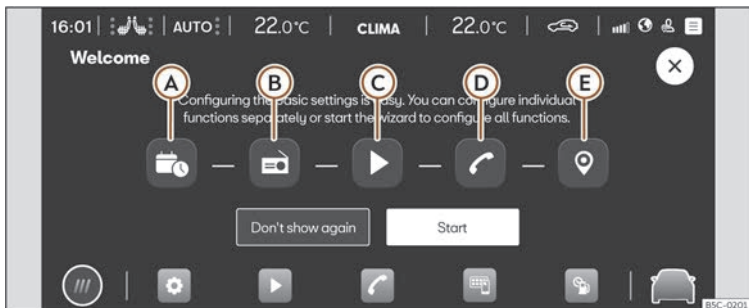 16:01 AUTO 22.0°C CLIMA 22.0°C
Welcome
A B C D E
Configuring the basic settings is easy. You can configure individual
functions separately or start the wizard to configure all functions.
Don't show again Start
B5C-0201